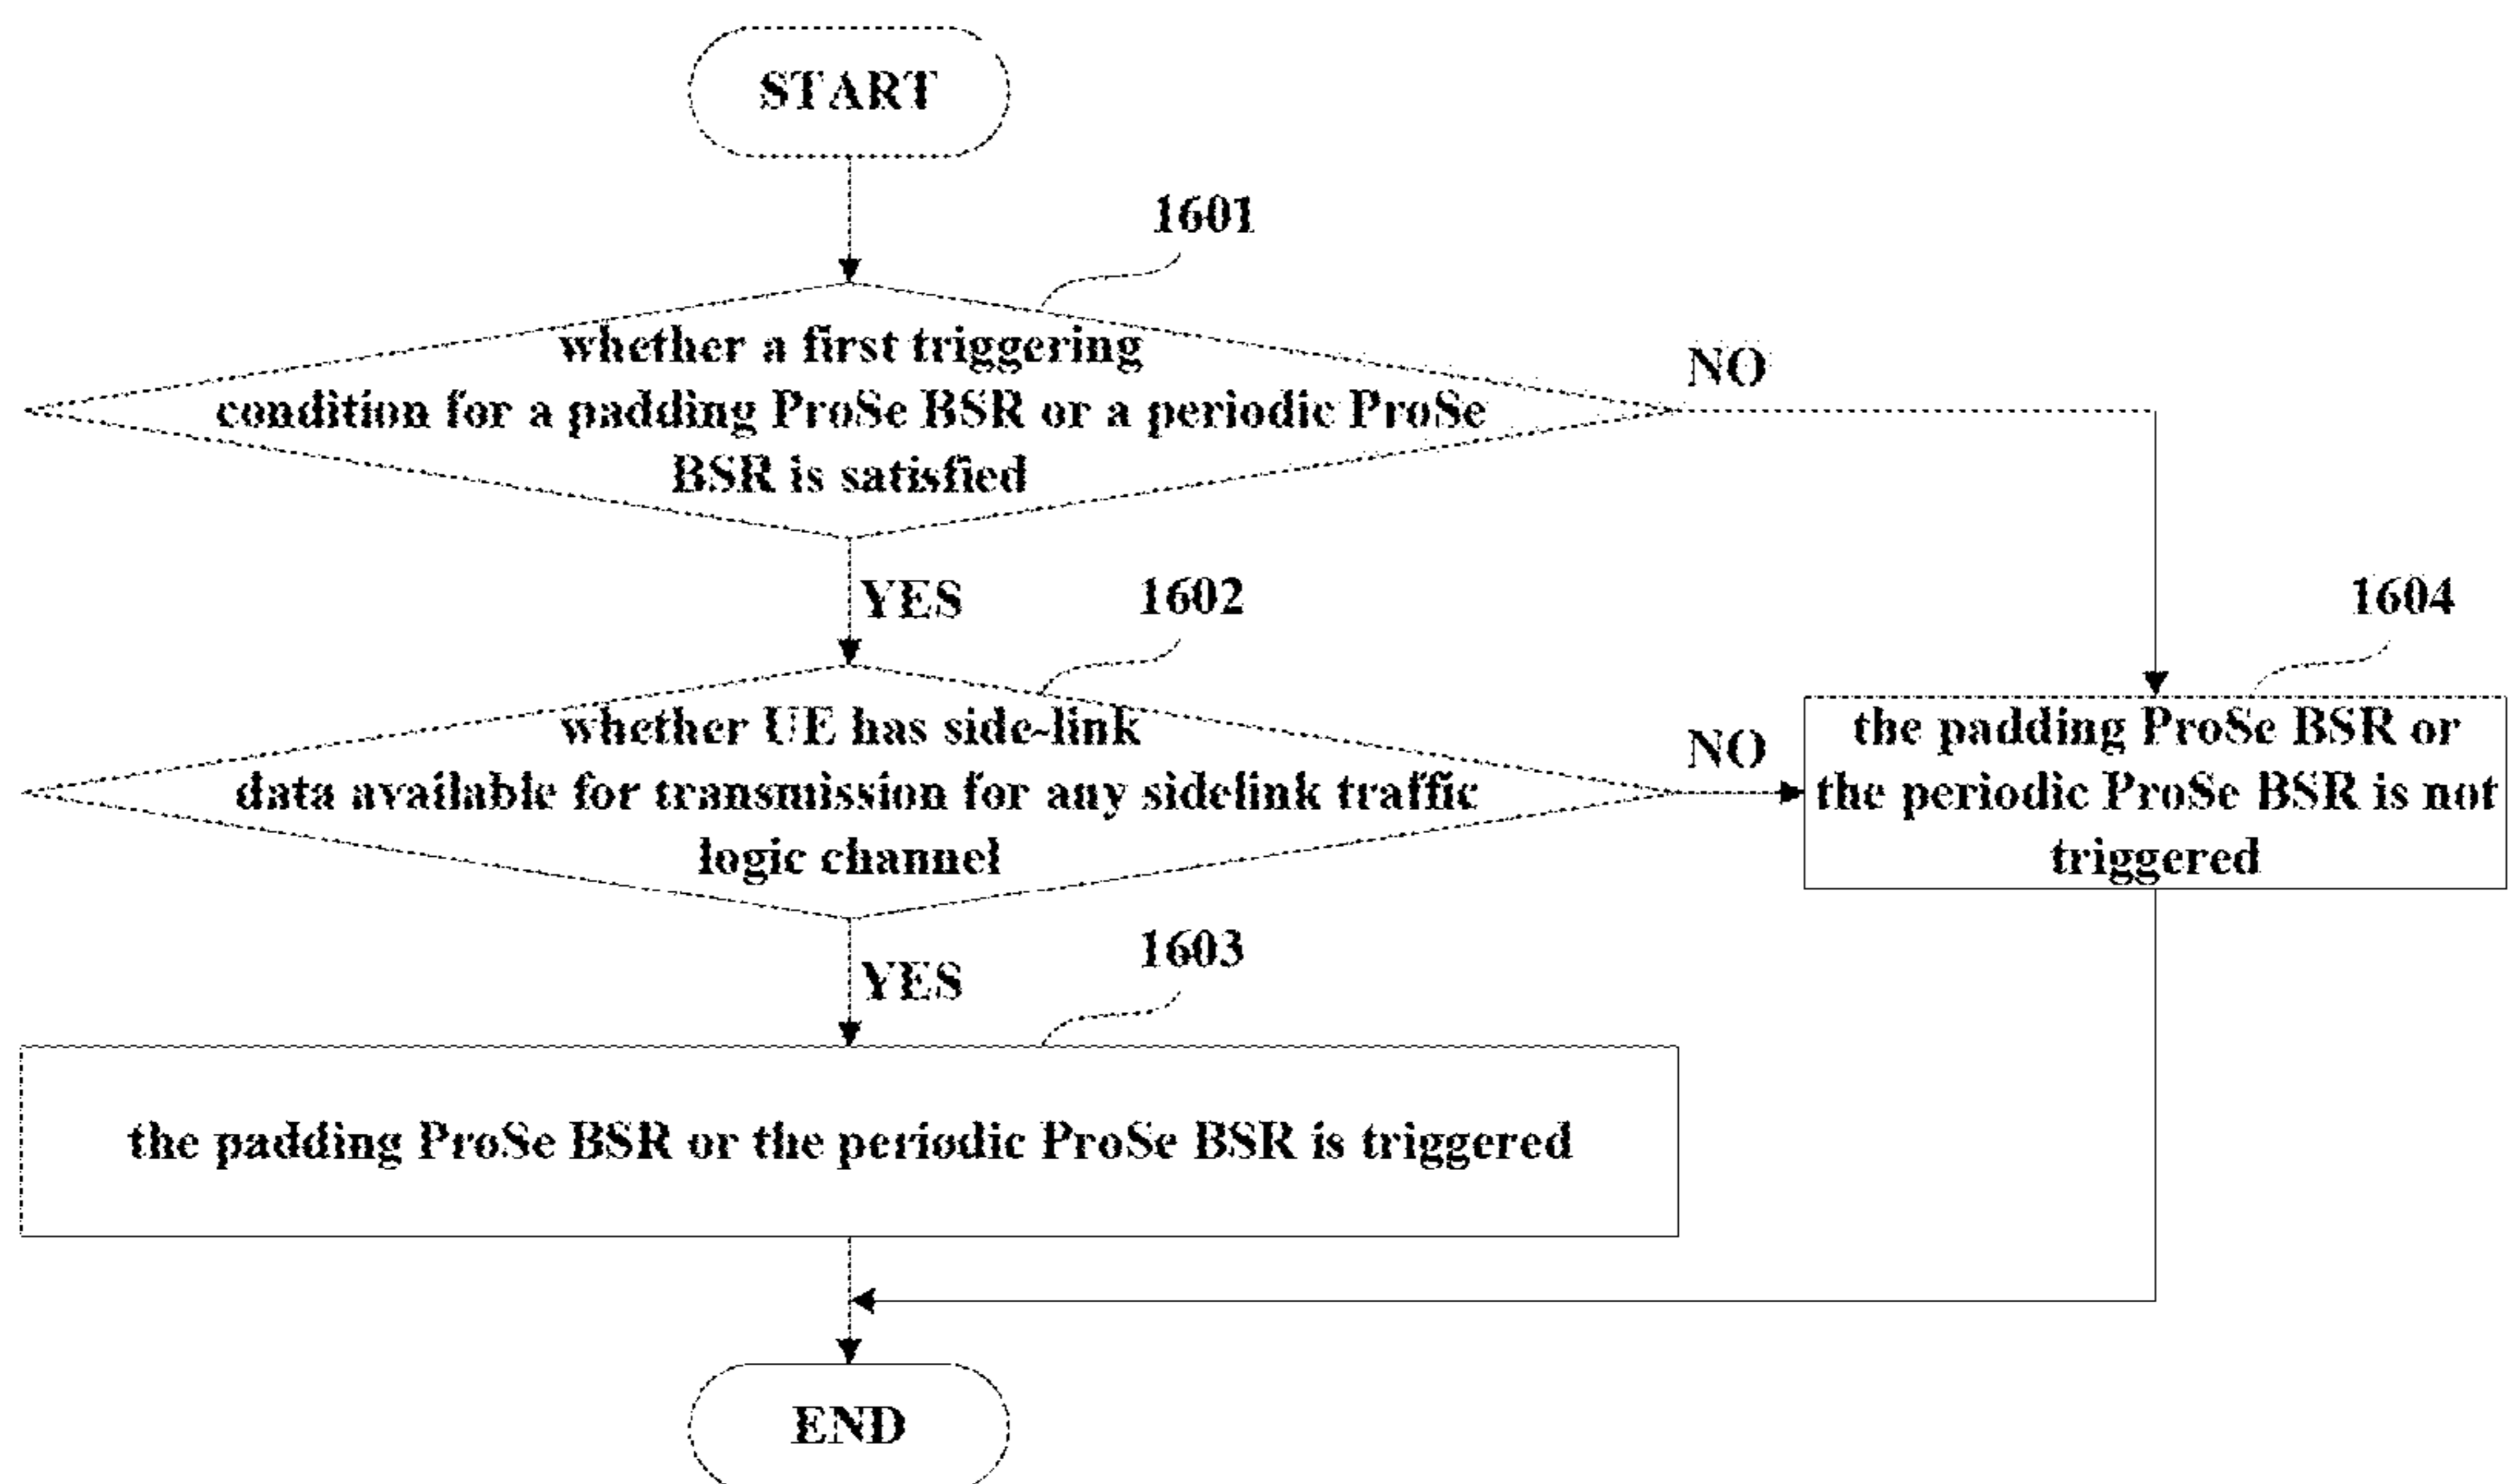 START
1601
whether a first triggering
condition for a padding ProSe BSR or a periodic ProSe
BSR is satisfied
NO
YES
1602
1604
whether UE has side-link
data available for transmission for any sidelink traffic
logic channel
NO
the padding ProSe BSR or
the periodic ProSe BSR is not
triggered
YES
1603
the padding ProSe BSR or the periodic ProSe BSR is triggered
END